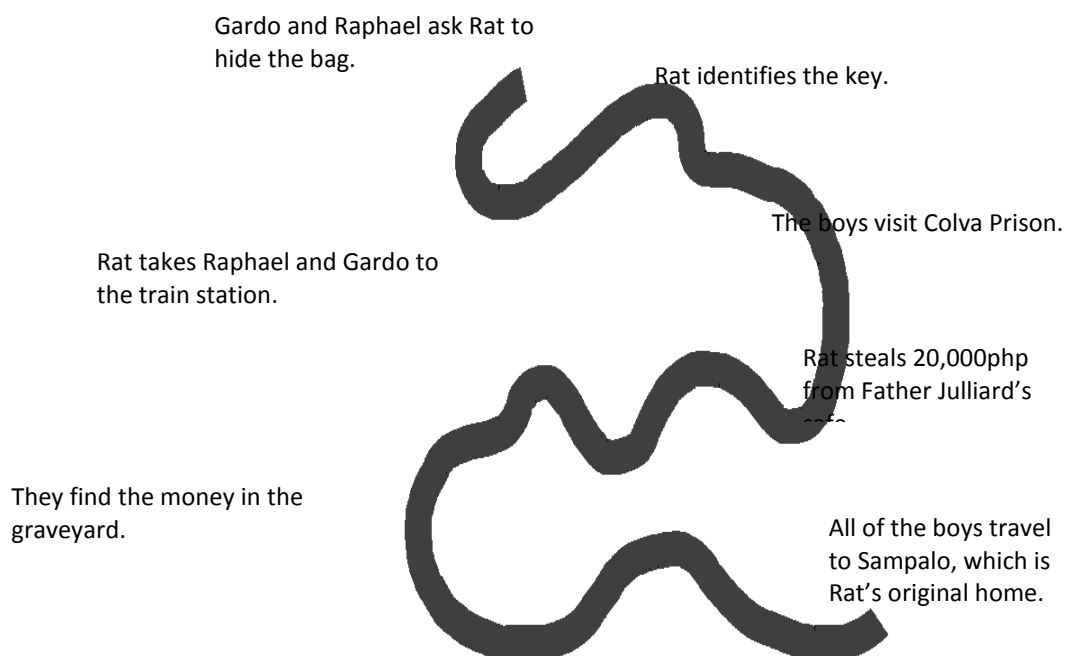 Gardo and Raphael ask Rat to
hide the bag.
Rat identifies the key.
The boys visit Colva Prison.
Rat takes Raphael and Gardo to
the train station.
Rat steals 20,000php
from Father Julliard’s
They find the money in the
graveyard.
All of the boys travel
to Sampalo, which is
Rat’s original home.